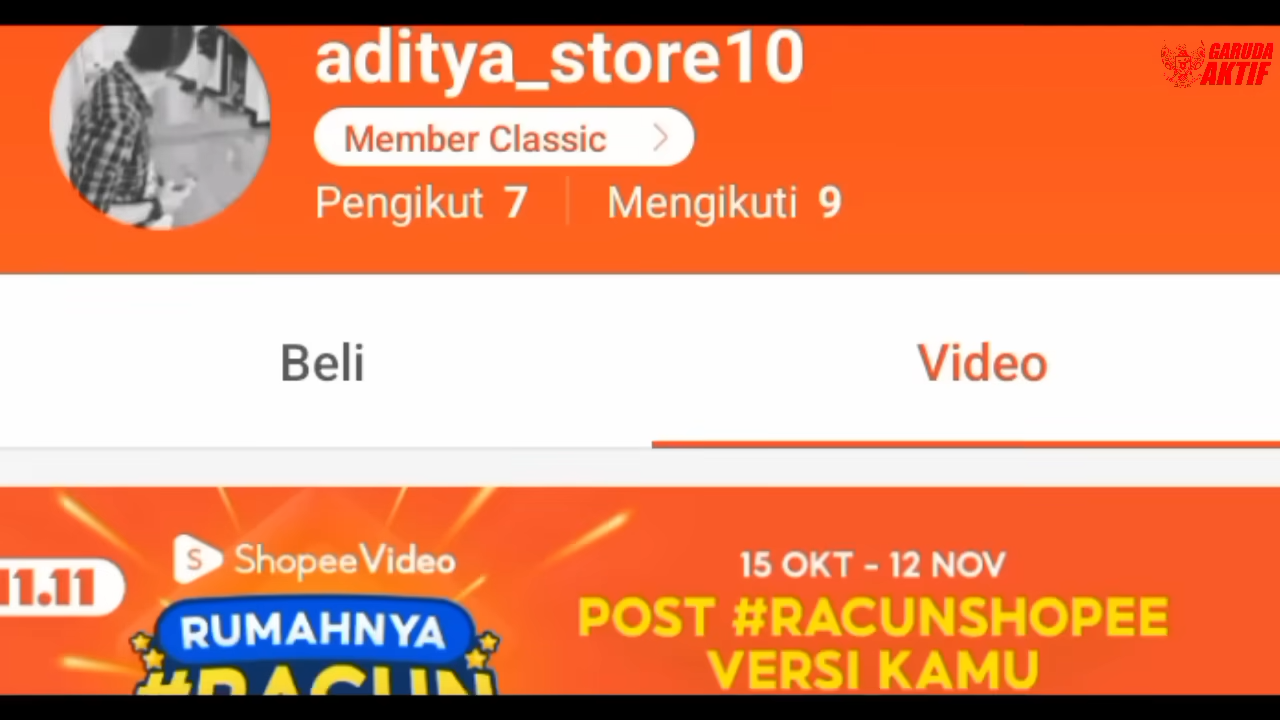 aditya_store10
GARUDA
AKTIF
Member Classic
Pengikut 7
Mengikuti 9
Beli
Video
S ShopeeVideo
11.11
RUMAHNYA
#RACUN
15 OKT - 12 NOV
POST #RACUNSHOPEE
VERSI KAMU